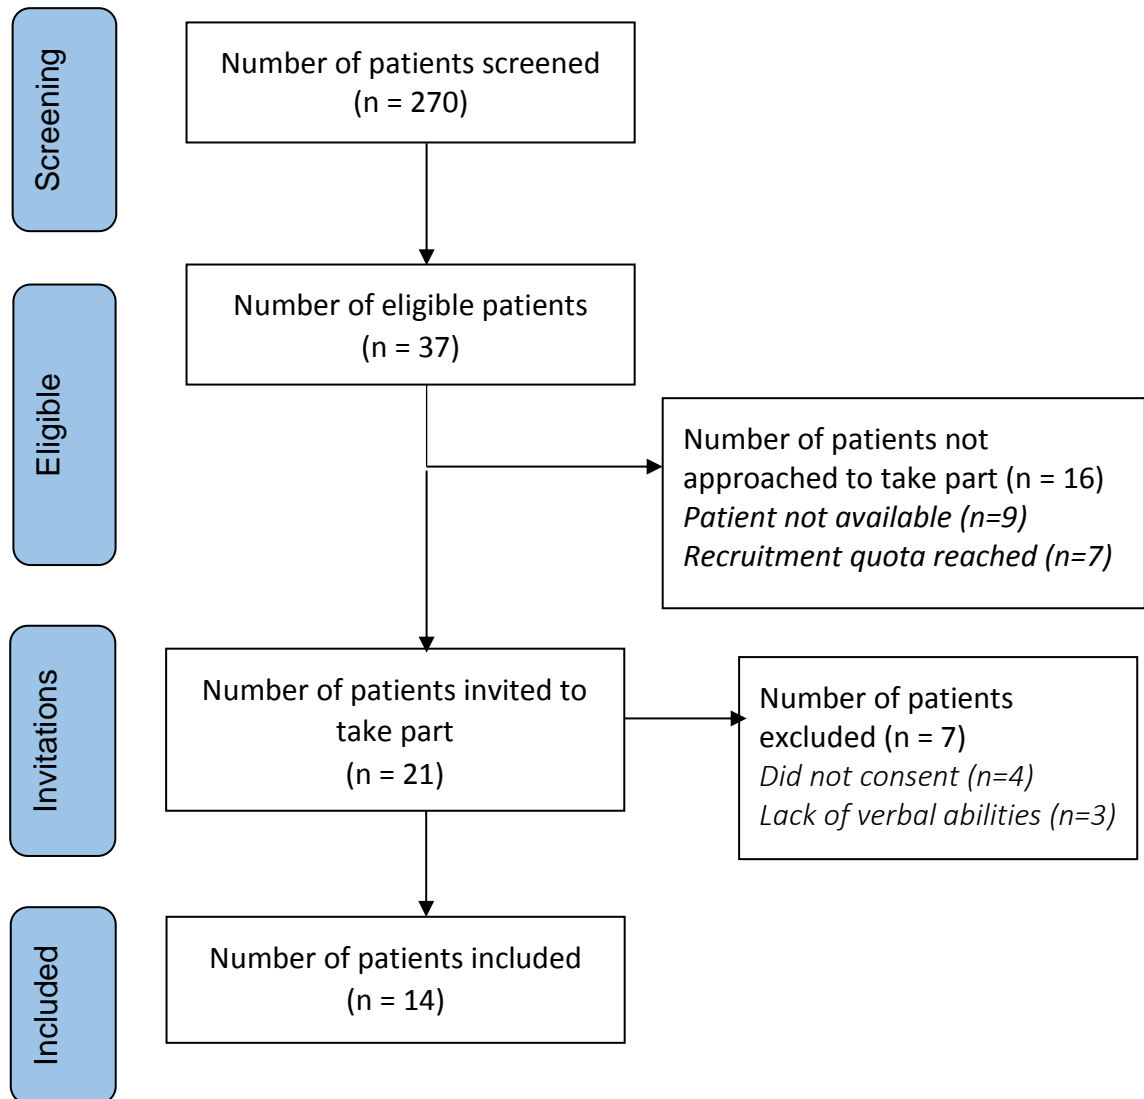 Screening
Number of patients screened
(n = 270)
Eligible
Number of eligible patients
(n = 37)
Number of patients not
approached to take part (n = 16)
Patient not available (n=9)
Recruitment quota reached (n=7)
Invitations
Number of patients invited to
take part
(n = 21)
Number of patients
excluded (n = 7)
Did not consent (n=4)
Lack of verbal abilities (n=3)
Included
Number of patients included
(n = 14)